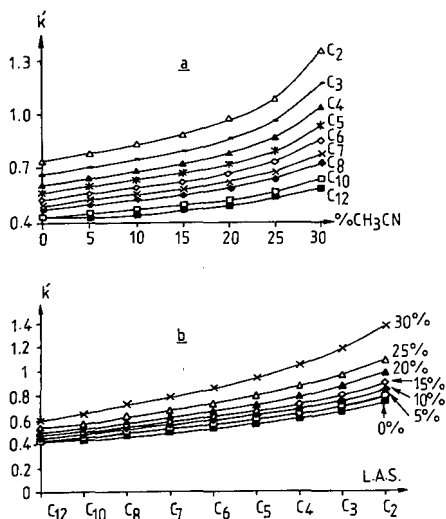 ḱ
a
1.3
1.0
0.7
0.4
C2
C3
C4
C5
C6
C7
C8
C10
C12
0 5 10 15 20 25 30 %CH3CN
ḱ
b
1.4
1.2
1
0.8
0.6
0.4
0.2
0
30%
25%
20%
15%
10%
5%
0%
L.A.S.
C12 C10 C8 C7 C6 C5 C4 C3 C2